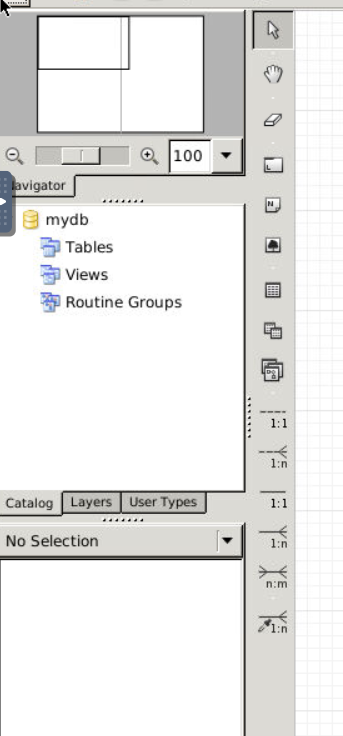 100
avigator
mydb
Tables
Views
Routine Groups
1:1
1:n
1:1
Catalog Layers User Types
1:n
No Selection
n:m
1:n